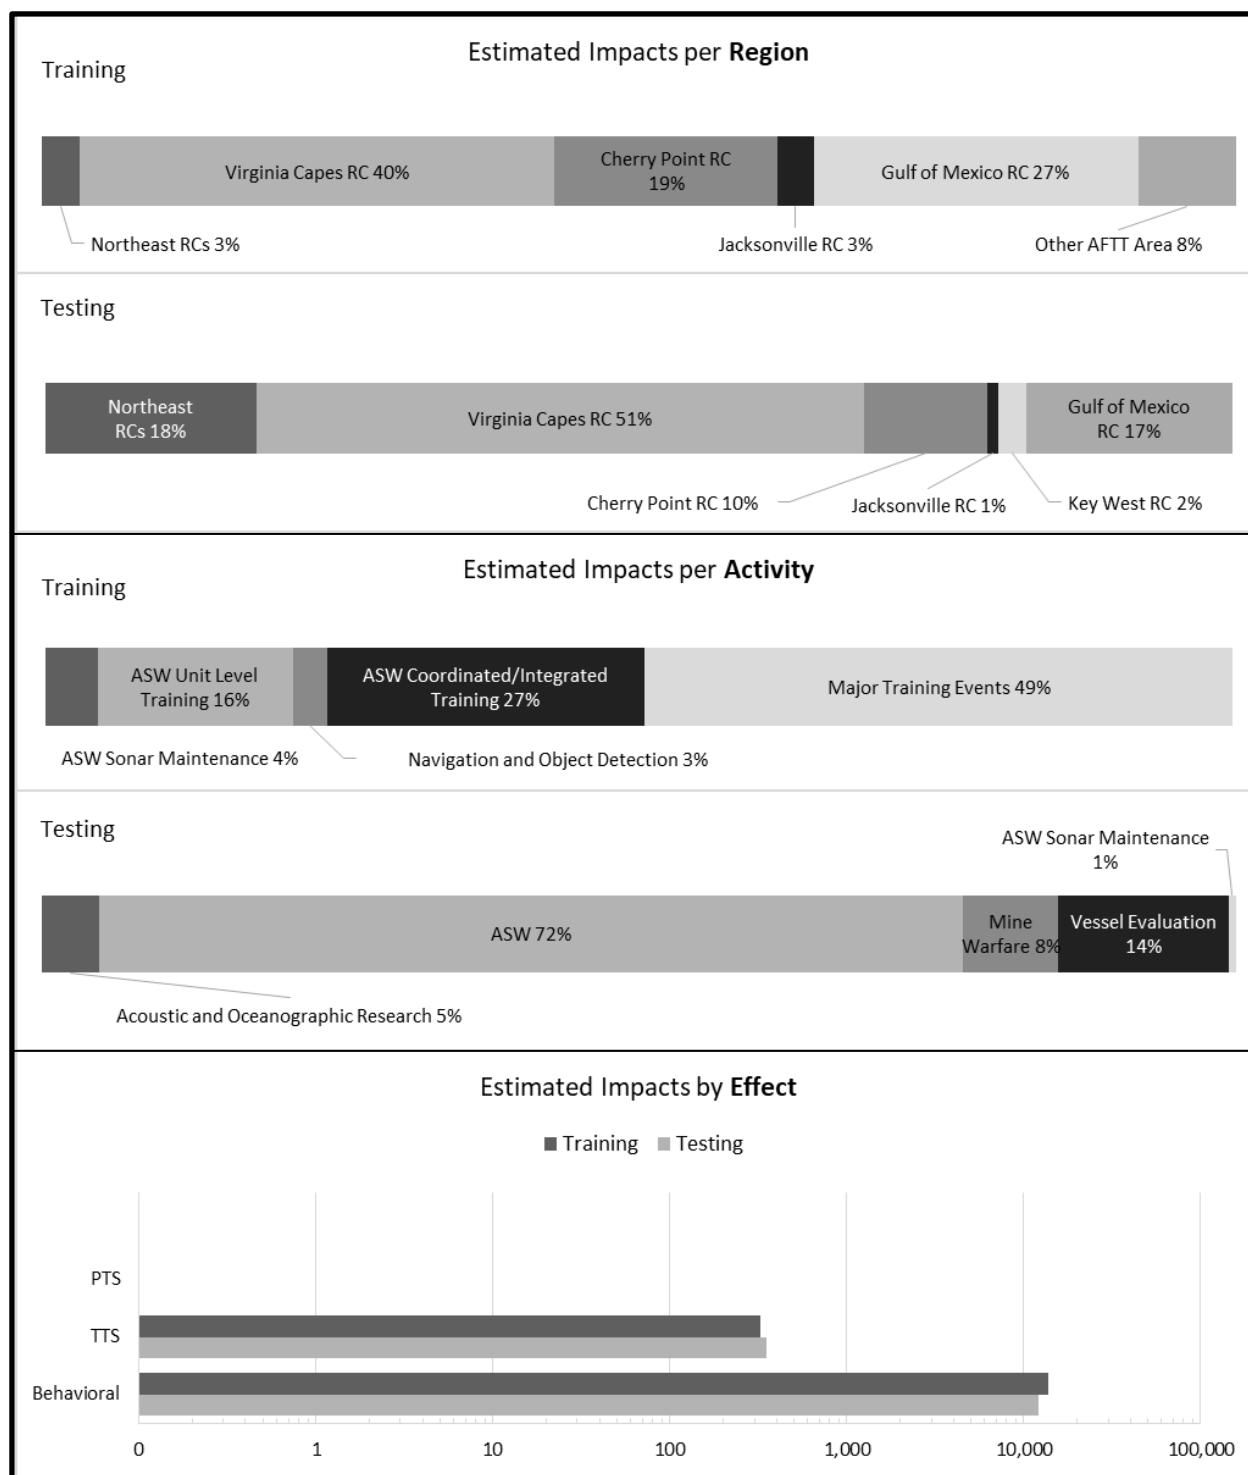 Estimated Impacts per Region
Training
Virginia Capes RC 40%
Cherry Point RC
19%
Gulf of Mexico RC 27%
Northeast RCs 3%
Jacksonville RC 3%
Other AFTT Area 8%
Testing
Northeast
RCs 18%
Virginia Capes RC 51%
Gulf of Mexico
RC 17%
Cherry Point RC 10%
Jacksonville RC 1%
Key West RC 2%
Estimated Impacts per Activity
Training
ASW Unit Level
Training 16%
ASW Coordinated/Integrated
Training 27%
Major Training Events 49%
ASW Sonar Maintenance 4%
Navigation and Object Detection 3%
Testing
ASW Sonar Maintenance
1%
ASW 72%
Mine
Warfare 8%
Vessel Evaluation
14%
Acoustic and Oceanographic Research 5%
Estimated Impacts by Effect
Training
Testing
PTS
TTS
Behavioral
0
1
10
100
1,000
10,000
100,000